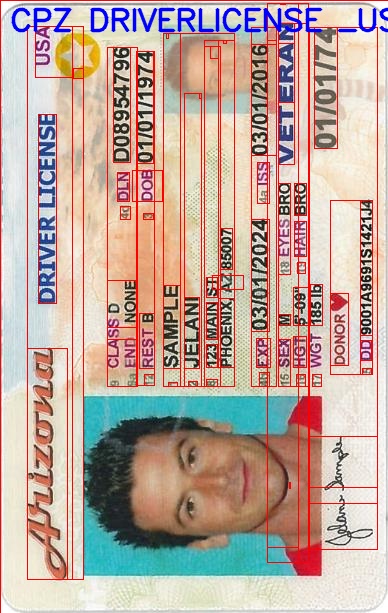 CPZ_DRIVERLICENSE_US
Arizona
DRIVER LICENSE
USA
9 CLASS D
9a END NONE
12 REST B
4d DLN D08954796
3 DOB 01/01/1974
1 SAMPLE
2 JELANI
8 123 MAIN ST
PHOENIX, AZ 85007
4b EXP 03/01/2024
4a ISS 03/01/2016
15 SEX M
18 EYES BRO
VETERAN
16 HGT 5'-09"
19 HAIR BRO
17 WGT 185 lb
01/01/74
DONOR
5 DD 9001A9691S1421J4
Jelani Sample